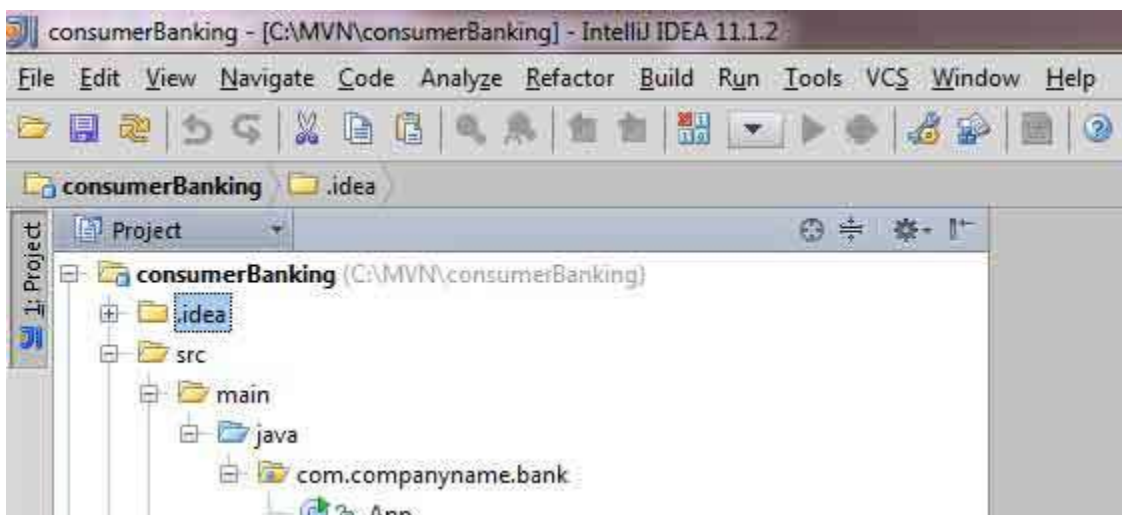 consumerBanking - [C:\MVN\consumerBanking] - IntelliJ IDEA 11.1.2
File Edit View Navigate Code Analyze Refactor Build Run Tools VCS Window Help
consumerBanking .idea
1: Project
Project
consumerBanking (C:\MVN\consumerBanking)
.idea
src
main
java
com.companyname.bank
App